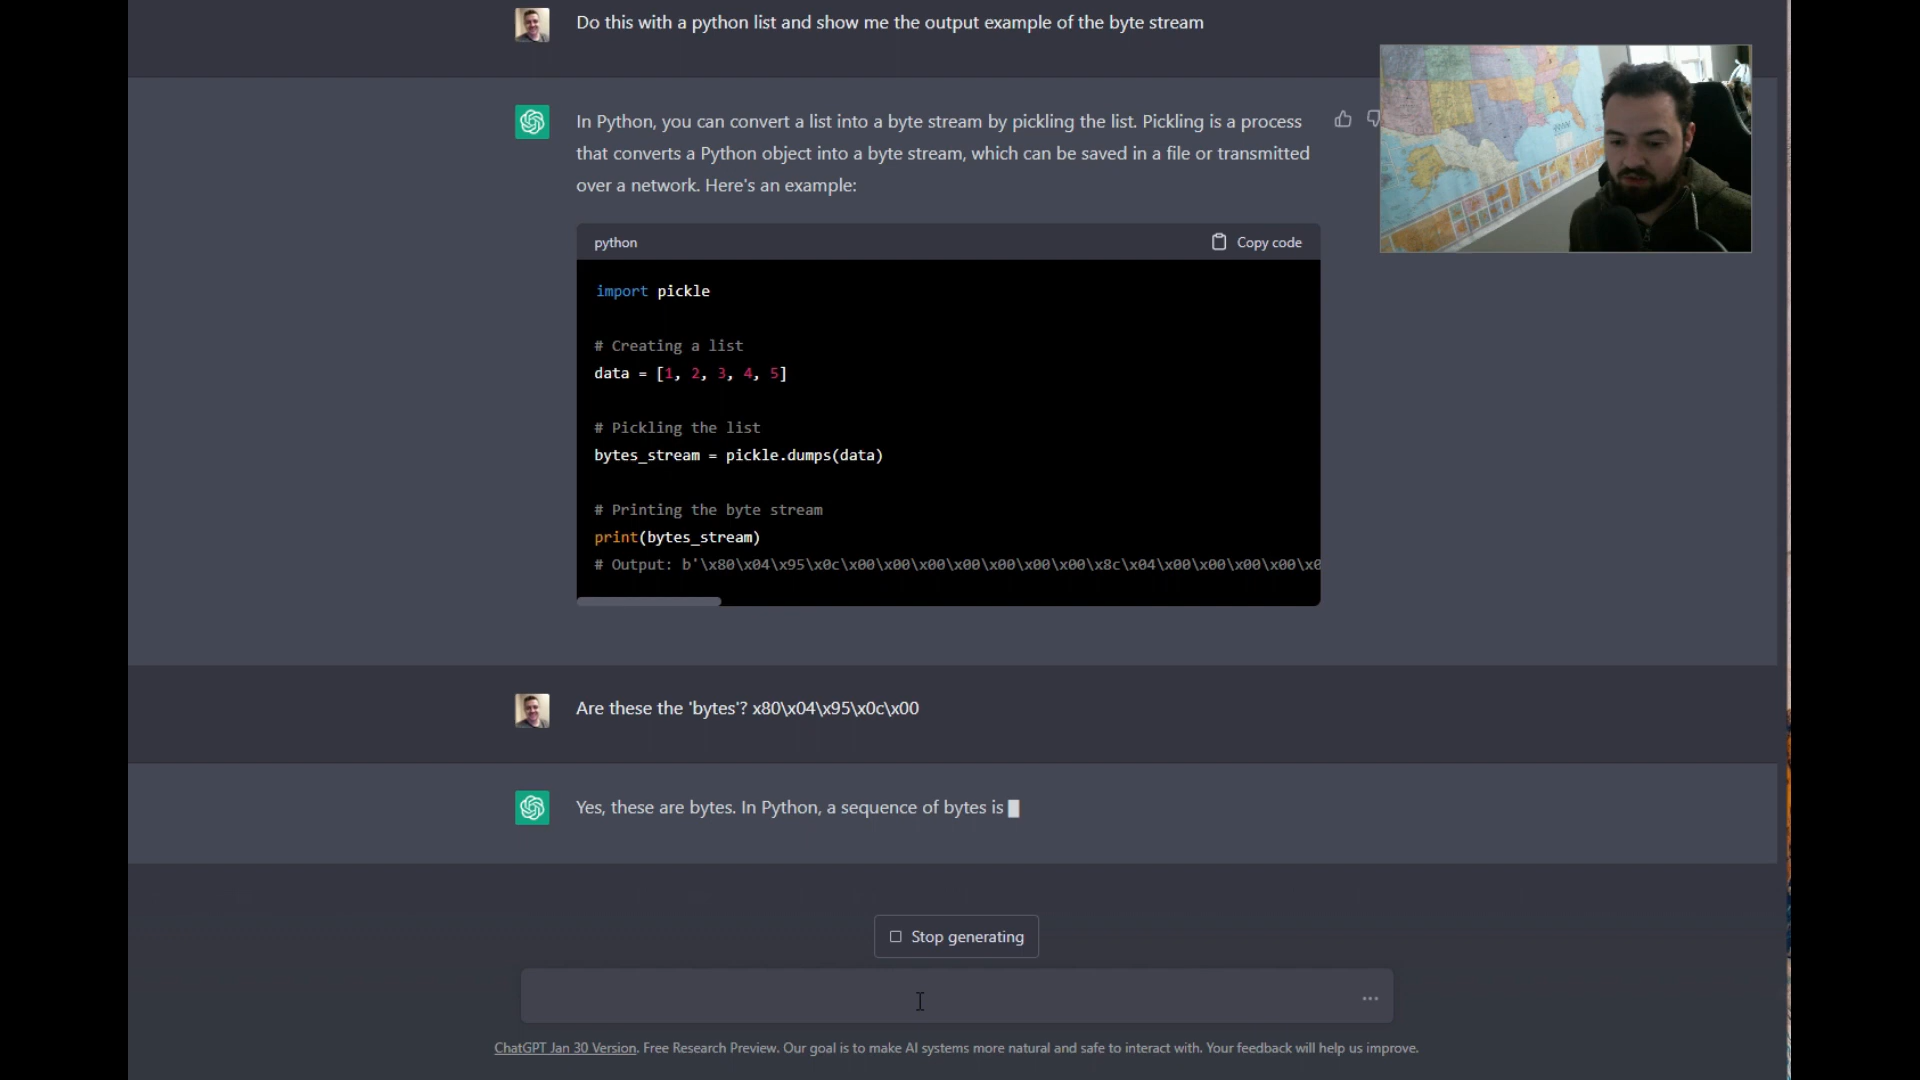 Do this with a python list and show me the output example of the byte stream
In Python, you can convert a list into a byte stream by pickling the list. Pickling is a process
that converts a Python object into a byte stream, which can be saved in a file or transmitted
over a network. Here's an example:
python
Copy code
import pickle
# Creating a list
data = [1, 2, 3, 4, 5]
# Pickling the list
bytes_stream = pickle.dumps(data)
# Printing the byte stream
print(bytes_stream)
# Output: b'\x80\x04\x95\x0c\x00\x00\x00\x00\x00\x00\x00\x8c\x04\x00\x00\x00\x00\x0
Are these the 'bytes'? x80\x04\x95\x0c\x00
Yes, these are bytes. In Python, a sequence of bytes is
Stop generating
ChatGPT Jan 30 Version. Free Research Preview. Our goal is to make AI systems more natural and safe to interact with. Your feedback will help us improve.